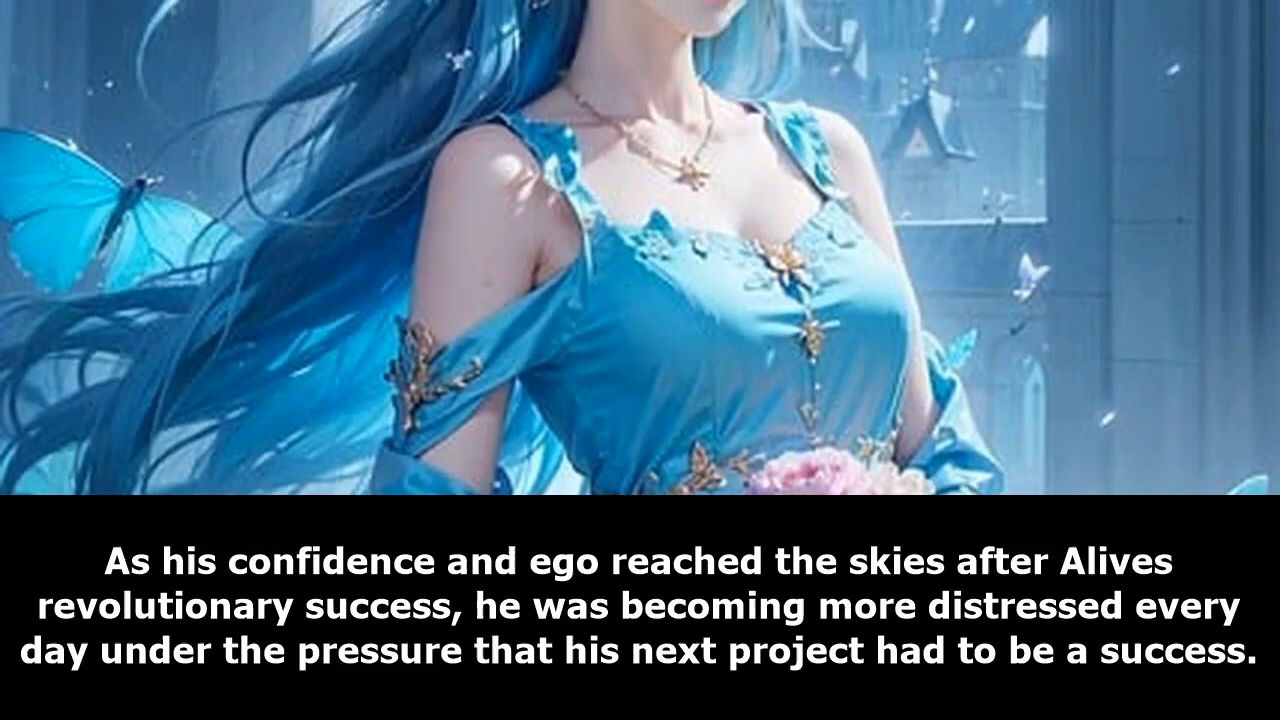 As his confidence and ego reached the skies after Alives
revolutionary success, he was becoming more distressed every
day under the pressure that his next project had to be a success.